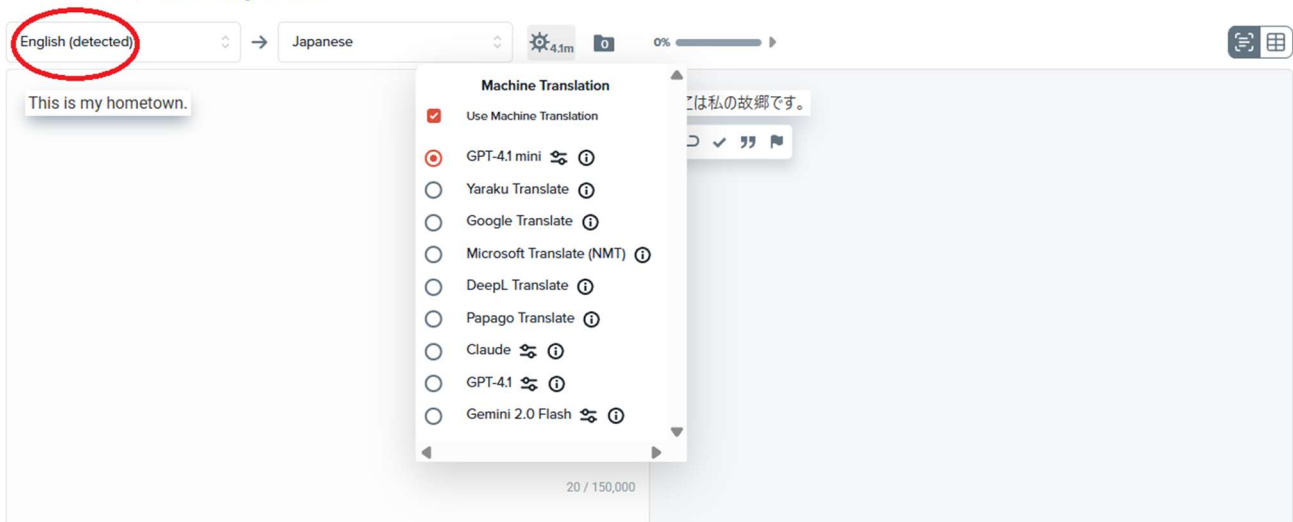 English (detected) → Japanese 4.1m 0 0%
This is my hometown.
Machine Translation
Use Machine Translation
GPT-4.1 mini
Yaraku Translate
Google Translate
Microsoft Translate (NMT)
DeepL Translate
Papago Translate
Claude
GPT-4.1
Gemini 2.0 Flash
は私の故郷です。
20 / 150,000